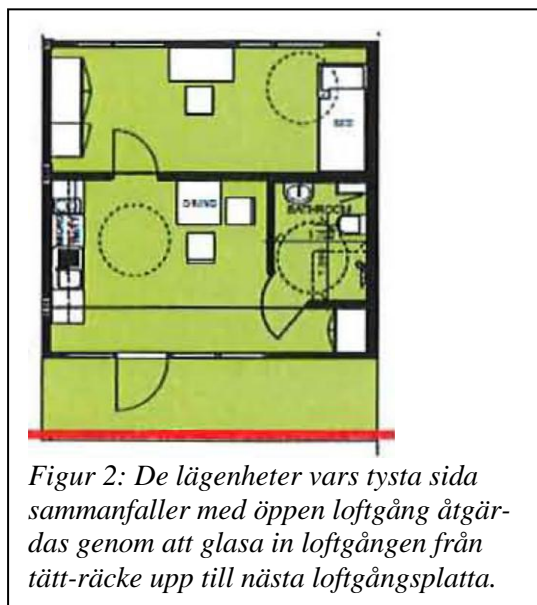 BED
DINING
BATHROOM
Figur 2: De lägenheter vars tysta sida
sammanfaller med öppen loftgång åtgär-
das genom att glasa in loftgången från
tätt-räcke upp till nästa loftgångsplatta.